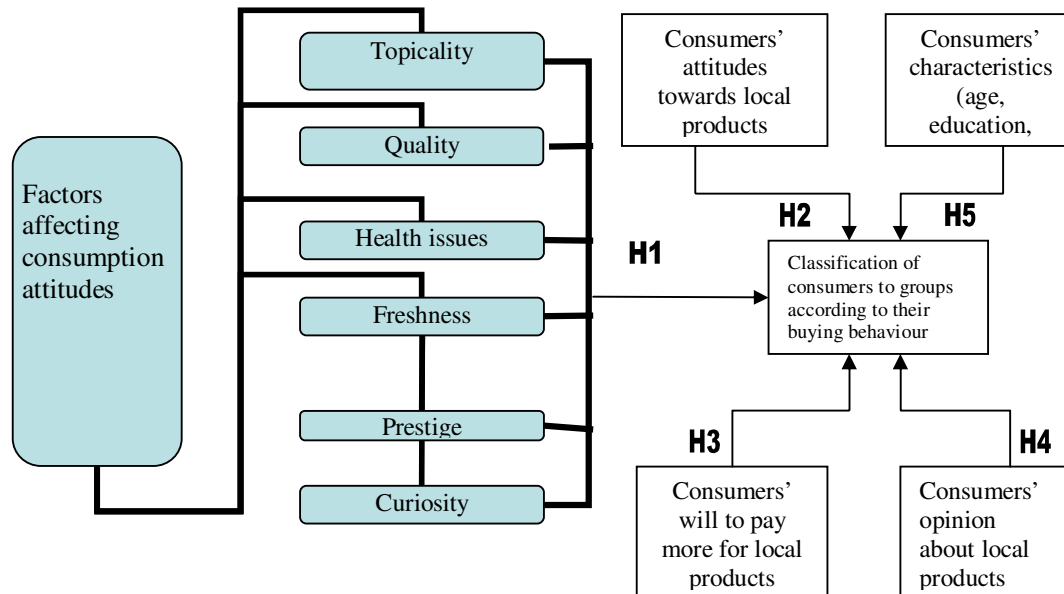 Factors
affecting
consumption
attitudes
Topicality
Quality
Health issues
Freshness
Prestige
Curiosity
H1
Consumers’
attitudes
towards local
products
Consumers’
characteristics
(age,
education,
H2
H5
Classification of
consumers to groups
according to their
buying behaviour
H3
H4
Consumers’
will to pay
more for local
products
Consumers’
opinion
about local
products